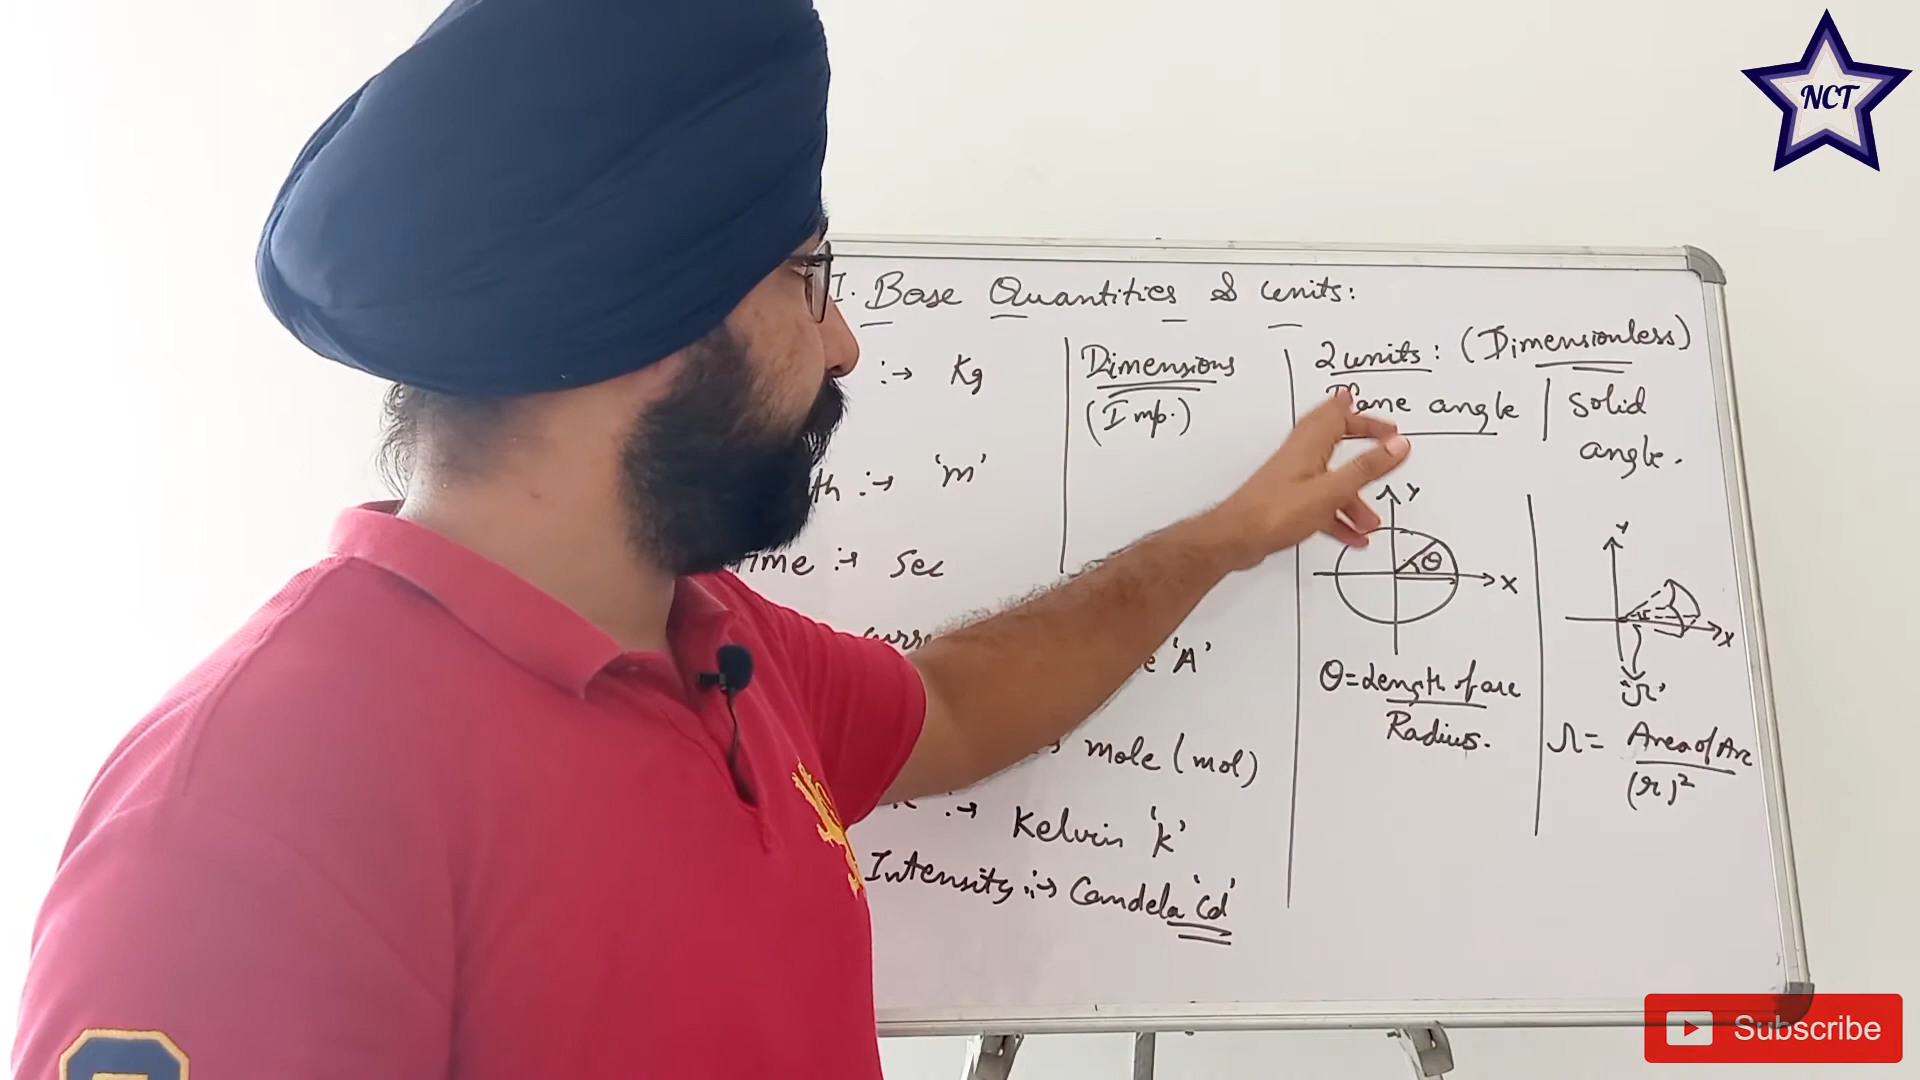 NCT
I. Base Quantities & units:
:→ Kg
th :→ 'm'
Time :→ Sec
'A'
mole (mol)
:→ Kelvin 'k'
Intensity :→ Candela 'Cd'
Dimensions
(Imp.)
2 units: (Dimensionless)
Plane angle
Solid
angle.
Y
θ
X
θ = Length of arc
Radius.
Y
X
'Ω'
Ω = Area of Arc
(r)²
Subscribe